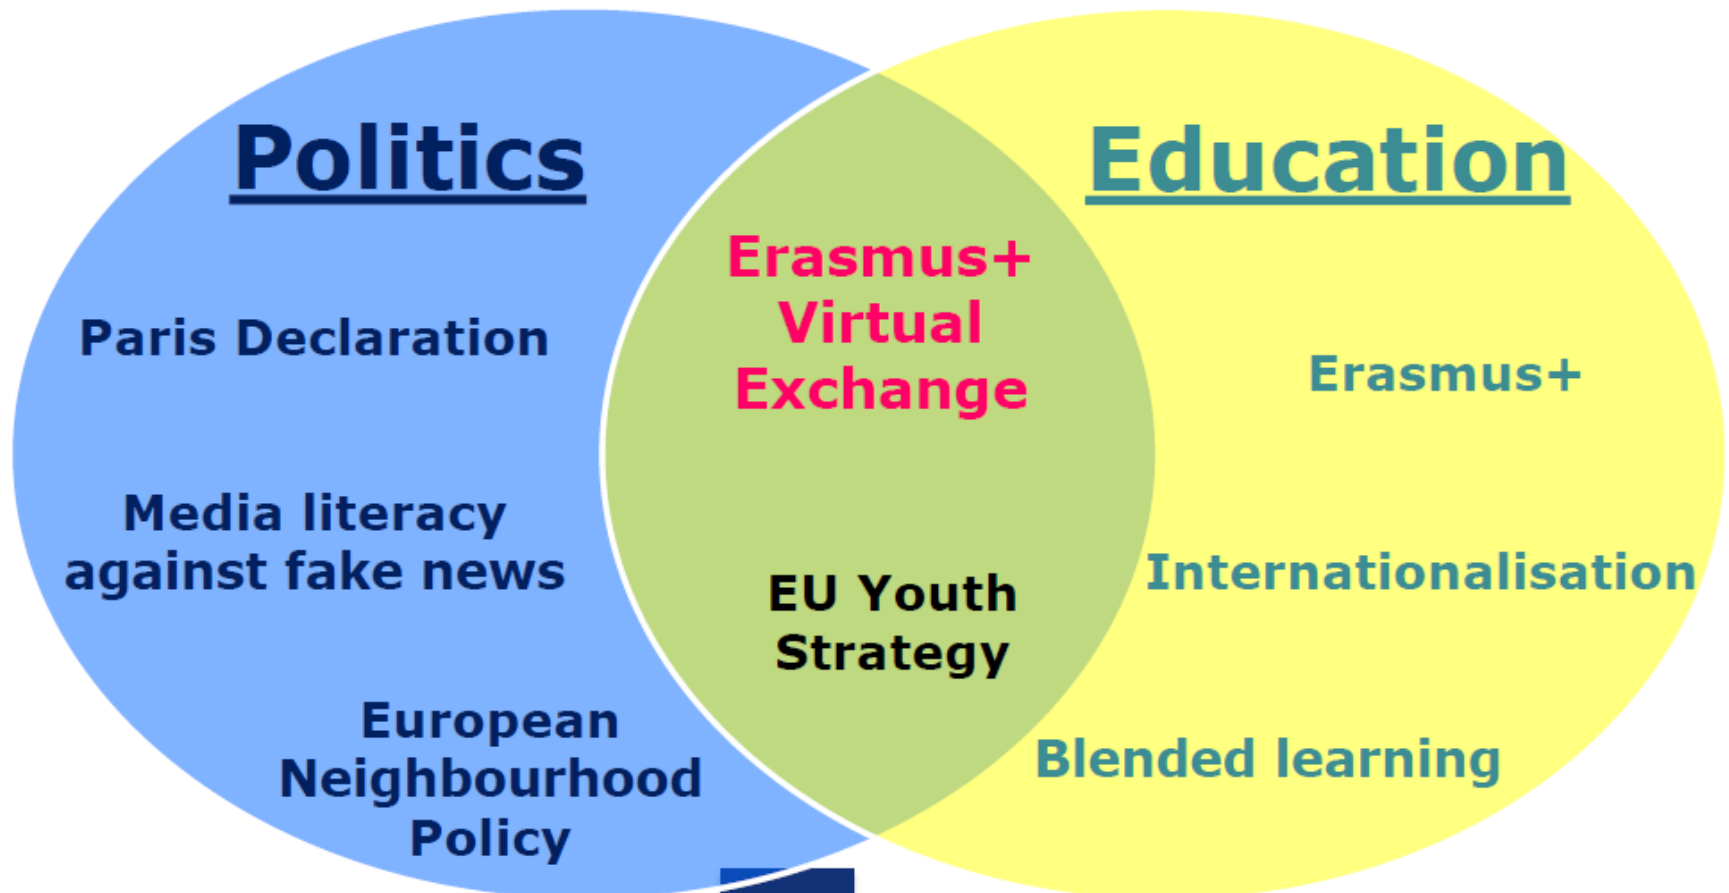 Politics
Paris Declaration
Media literacy
against fake news
European
Neighbourhood
Policy
Erasmus+
Virtual
Exchange
EU Youth
Strategy
Education
Erasmus+
Internationalisation
Blended learning